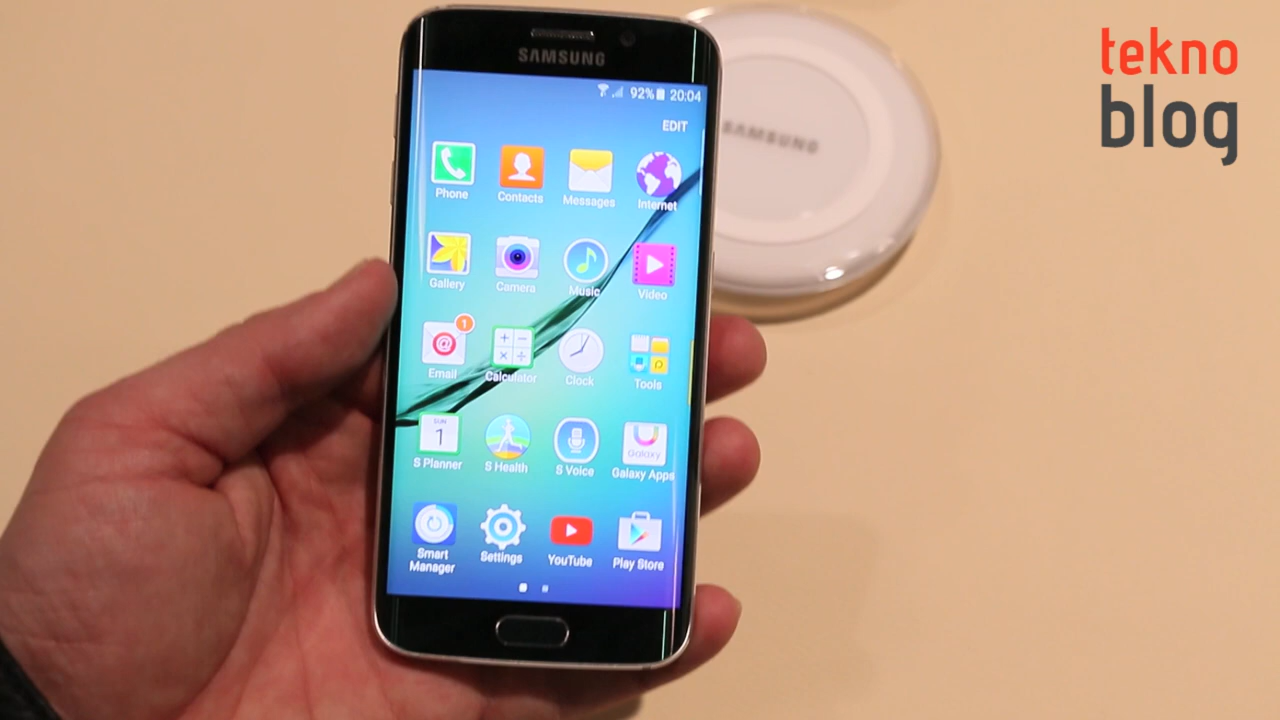 tekno
blog
SAMSUNG
92% 20:04
EDIT
SAMSUNG
Phone Contacts Messages Internet
Gallery Camera Music Video
1
Email Calculator Clock Tools
SUN
1
Galaxy
S Planner S Health S Voice Galaxy Apps
Smart
Manager Settings YouTube Play Store